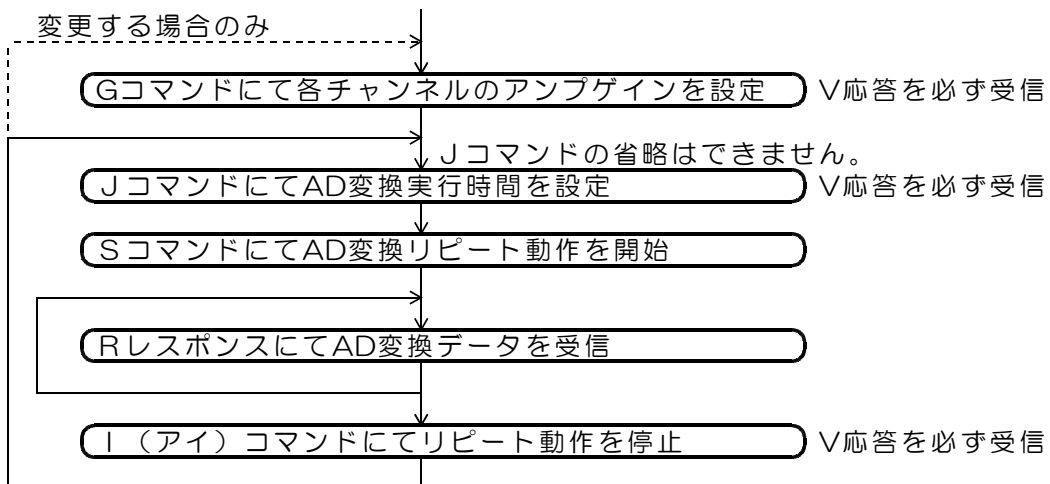 変更する場合のみ
Gコマンドにて各チャンネルのアンプゲインを設定 V応答を必ず受信
Jコマンドの省略はできません。
JコマンドにてAD変換実行時間を設定 V応答を必ず受信
SコマンドにてAD変換リピート動作を開始
RレスポンスにてAD変換データを受信
I（アイ）コマンドにてリピート動作を停止 V応答を必ず受信